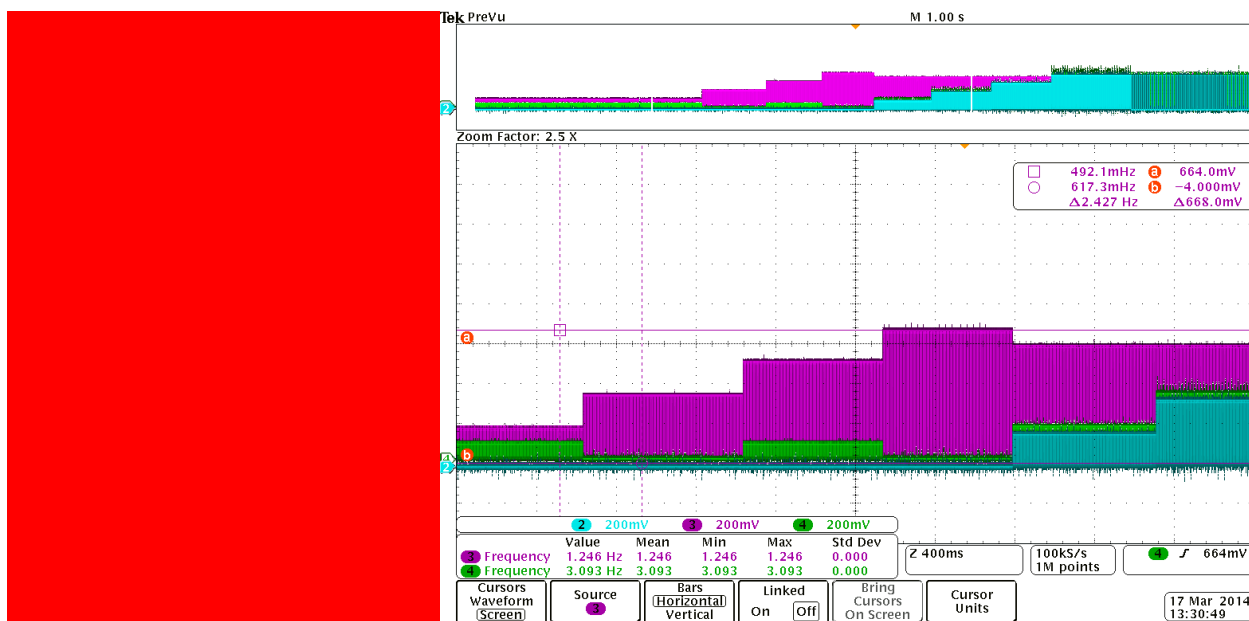 Tek PreVu
M 1.00 s
2
Zoom Factor: 2.5 X
492.1mHz a 664.0mV
617.3mHz b −4.000mV
Δ2.427 Hz Δ668.0mV
a
b
4
2
2 200mV 3 200mV 4 200mV
Value Mean Min Max Std Dev
3 Frequency 1.246 Hz 1.246 1.246 1.246 0.000
4 Frequency 3.093 Hz 3.093 3.093 3.093 0.000
Z 400ms
100kS/s
1M points
4 664mV
Cursors
Waveform
Screen
Source
3
Bars
Horizontal
Vertical
Linked
On Off
Bring
Cursors
On Screen
Cursor
Units
17 Mar 2014
13:30:49